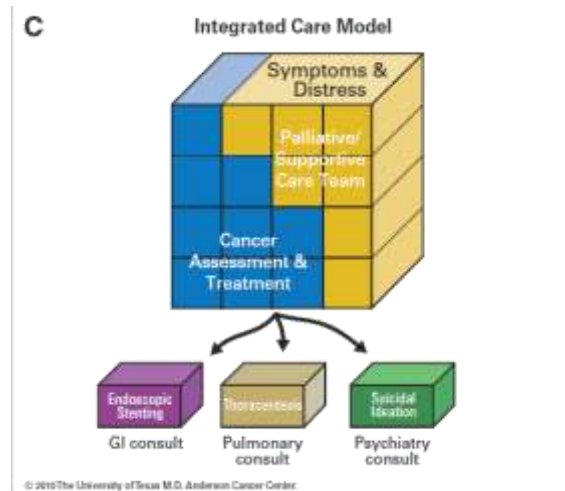 C
Integrated Care Model
Symptoms &
Distress
Palliative/
Supportive
Care Team
Cancer
Assessment &
Treatment
Endoscopic
Stenting
Thoracentesis
Suicidal
Ideation
GI consult
Pulmonary
consult
Psychiatry
consult
© 2010 The University of Texas M.D. Anderson Cancer Center.